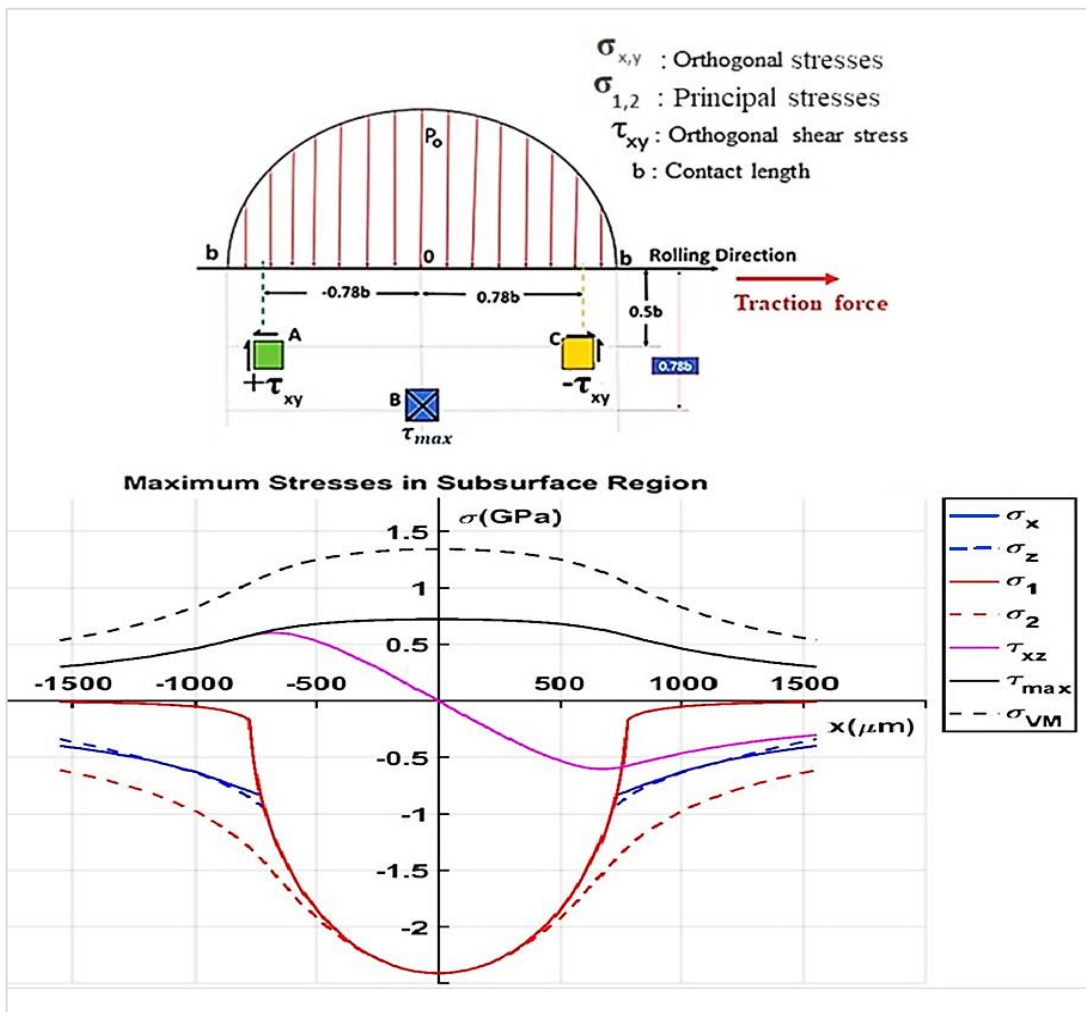 σx,y : Orthogonal stresses
σ1,2 : Principal stresses
τxy : Orthogonal shear stress
b : Contact length
Po
b
0
b
Rolling Direction
-0.78b
0.78b
0.5b
Traction force
A
C
0.78b
+τxy
-τxy
B
τmax
Maximum Stresses in Subsurface Region
σ(GPa)
1.5
1
0.5
-1500
-1000
-500
500
1000
1500
x(μm)
-0.5
-1
-1.5
-2
σx
σz
σ1
σ2
τxz
τmax
σVM